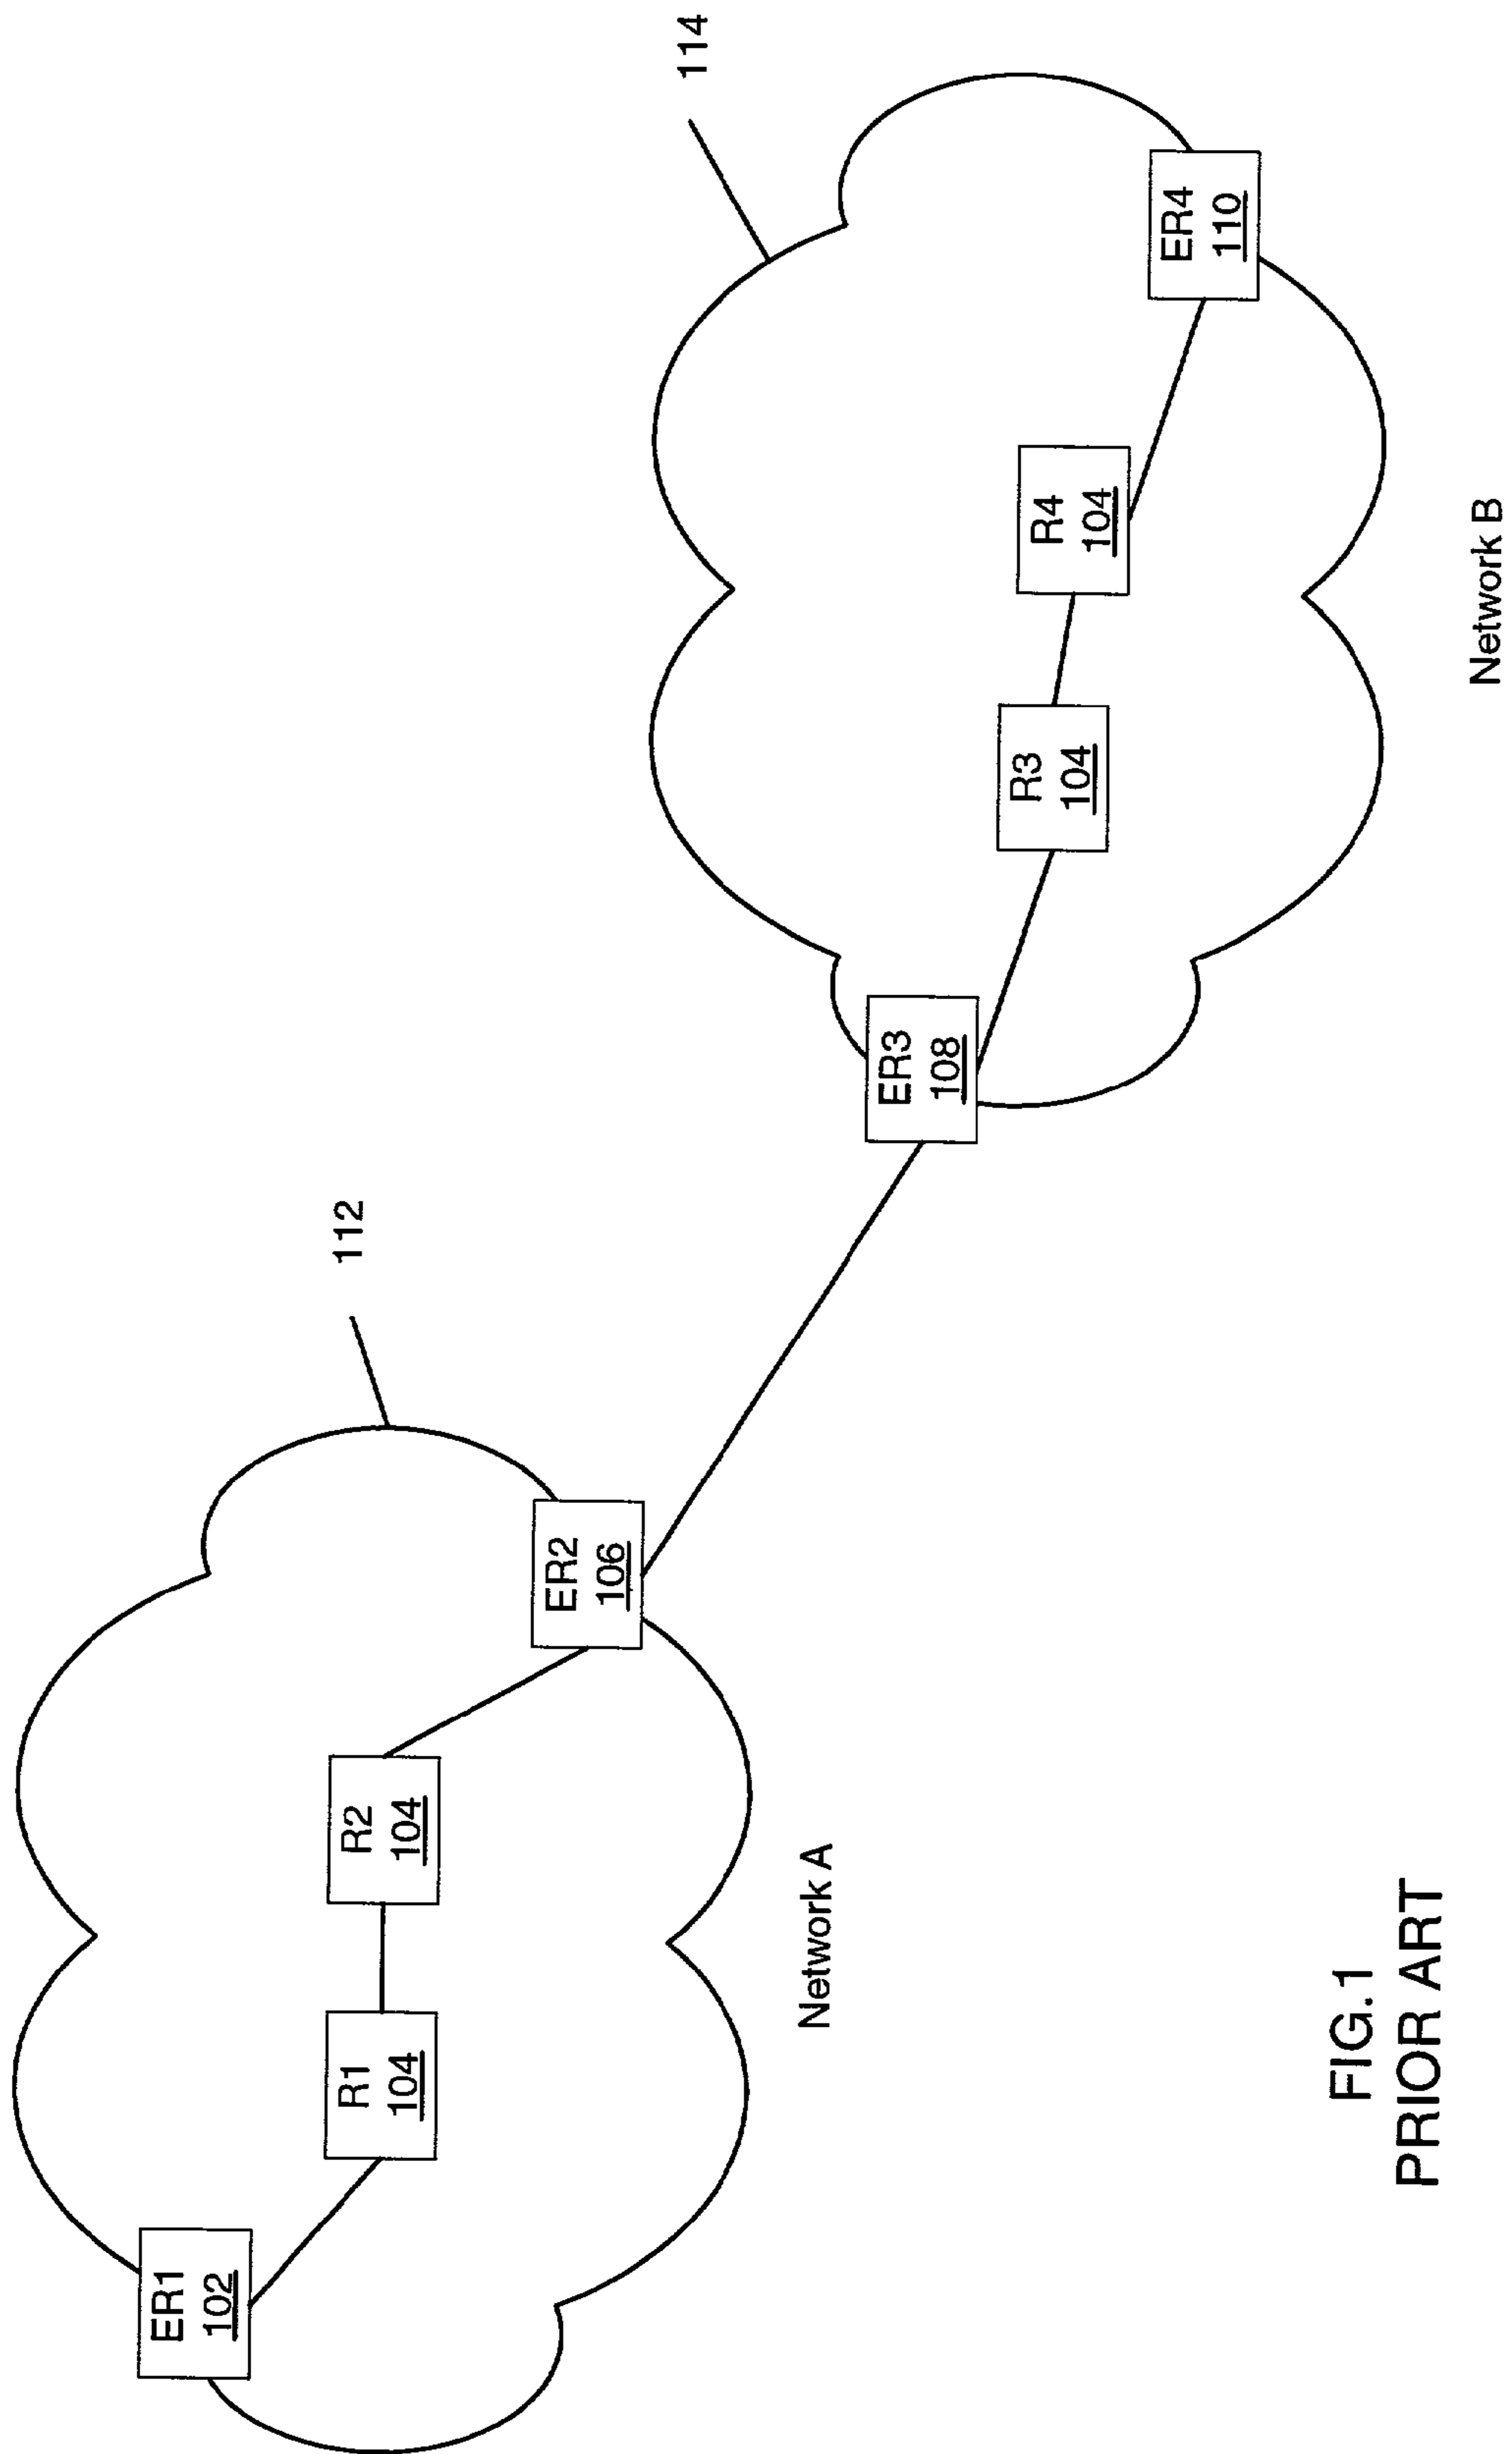 114
112
ER1
102
R1
104
R2
104
ER2
106
ER3
108
R3
104
R4
104
ER4
110
Network A
Network B
FIG.1
PRIOR ART